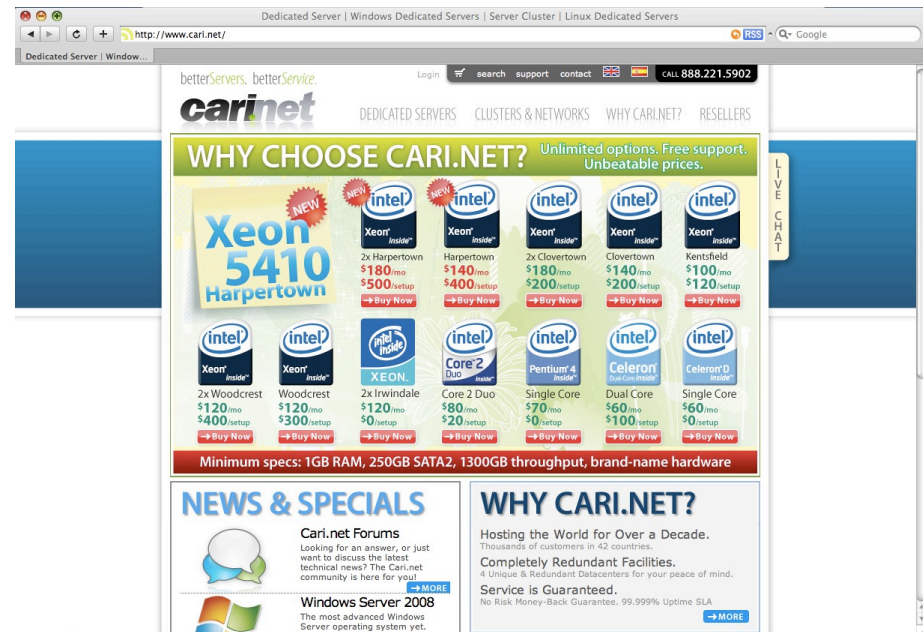 Dedicated Server | Windows Dedicated Servers | Server Cluster | Linux Dedicated Servers
http://www.cari.net/
RSS
Google
Dedicated Server | Window...
betterServers. betterService.
Login search support contact CALL 888.221.5902
cari.net
DEDICATED SERVERS CLUSTERS & NETWORKS WHY CARI.NET? RESELLERS
WHY CHOOSE CARI.NET? Unlimited options. Free support.
Unbeatable prices.
LIVE CHAT
Xeon
5410
Harpertown
NEW
NEW intel Xeon inside
2x Harpertown
$180/mo
$500/setup
Buy Now
NEW intel Xeon inside
Harpertown
$140/mo
$400/setup
Buy Now
intel Xeon inside
2x Clovertown
$180/mo
$200/setup
Buy Now
intel Xeon inside
Clovertown
$140/mo
$200/setup
Buy Now
intel Xeon inside
Kentsfield
$100/mo
$120/setup
Buy Now
intel Xeon inside
2x Woodcrest
$120/mo
$400/setup
Buy Now
intel Xeon inside
Woodcrest
$120/mo
$300/setup
Buy Now
intel inside XEON
2x Irwindale
$120/mo
$0/setup
Buy Now
intel Core 2 Duo inside
Core 2 Duo
$80/mo
$20/setup
Buy Now
intel Pentium 4 inside
Single Core
$70/mo
$0/setup
Buy Now
intel Celeron Dual-Core inside
Dual Core
$60/mo
$100/setup
Buy Now
intel Celeron D inside
Single Core
$60/mo
$0/setup
Buy Now
Minimum specs: 1GB RAM, 250GB SATA2, 1300GB throughput, brand-name hardware
NEWS & SPECIALS
Cari.net Forums
Looking for an answer, or just
want to discuss the latest
technical news? The Cari.net
community is here for you!
MORE
Windows Server 2008
The most advanced Windows
Server operating system yet.
WHY CARI.NET?
Hosting the World for Over a Decade.
Thousands of customers in 42 countries.
Completely Redundant Facilities.
4 Unique & Redundant Datacenters for your peace of mind.
Service is Guaranteed.
No Risk Money-Back Guarantee. 99.999% Uptime SLA
MORE